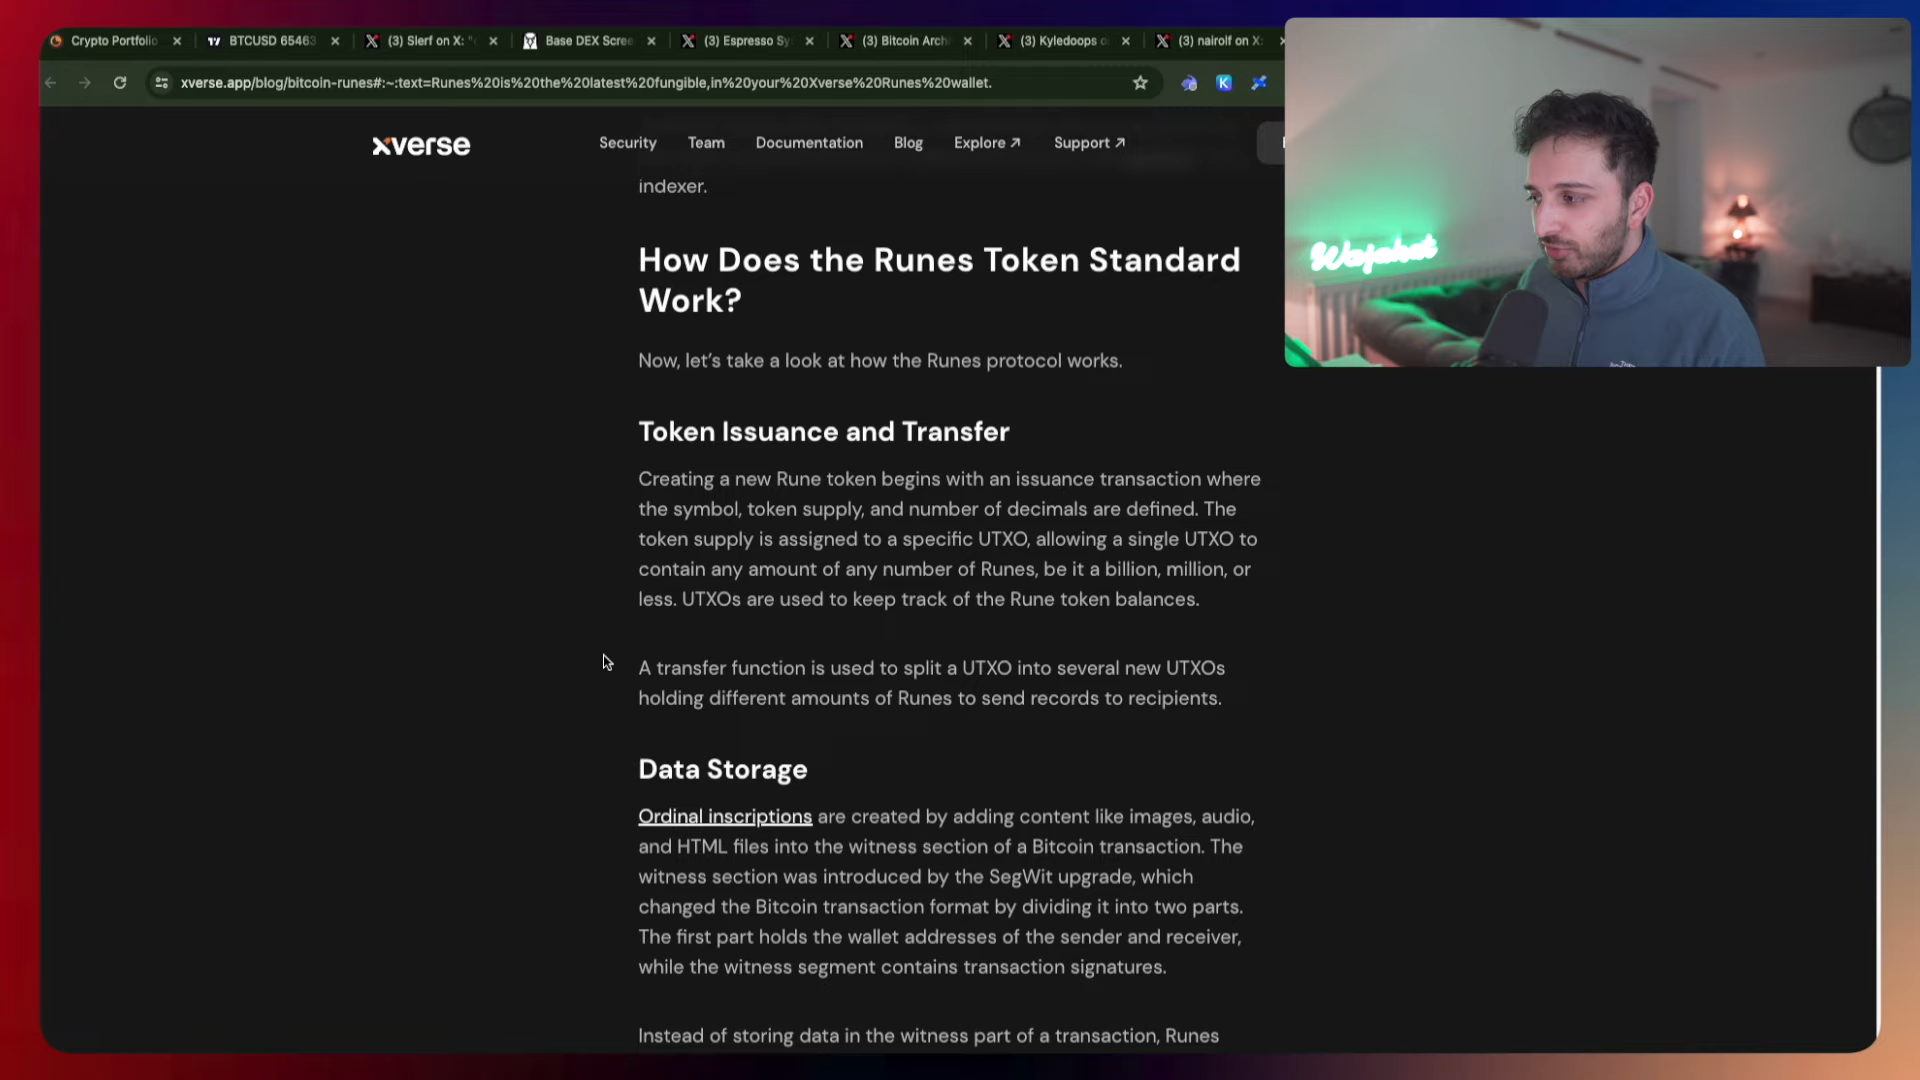 Crypto Portfolio
BTCUSD 65463
(3) Slerf on X: "
Base DEX Scree
(3) Espresso Sy
(3) Bitcoin Arch
(3) Kyledoops o
(3) nairolf on X:
xverse.app/blog/bitcoin-runes#:~:text=Runes%20is%20the%20latest%20fungible,in%20your%20Xverse%20Runes%20wallet.
K
xverse
Security
Team
Documentation
Blog
Explore ↗
Support ↗
indexer.
How Does the Runes Token Standard
Work?
Now, let's take a look at how the Runes protocol works.
Token Issuance and Transfer
Creating a new Rune token begins with an issuance transaction where
the symbol, token supply, and number of decimals are defined. The
token supply is assigned to a specific UTXO, allowing a single UTXO to
contain any amount of any number of Runes, be it a billion, million, or
less. UTXOs are used to keep track of the Rune token balances.
A transfer function is used to split a UTXO into several new UTXOs
holding different amounts of Runes to send records to recipients.
Data Storage
Ordinal inscriptions are created by adding content like images, audio,
and HTML files into the witness section of a Bitcoin transaction. The
witness section was introduced by the SegWit upgrade, which
changed the Bitcoin transaction format by dividing it into two parts.
The first part holds the wallet addresses of the sender and receiver,
while the witness segment contains transaction signatures.
Instead of storing data in the witness part of a transaction, Runes
Wajahat